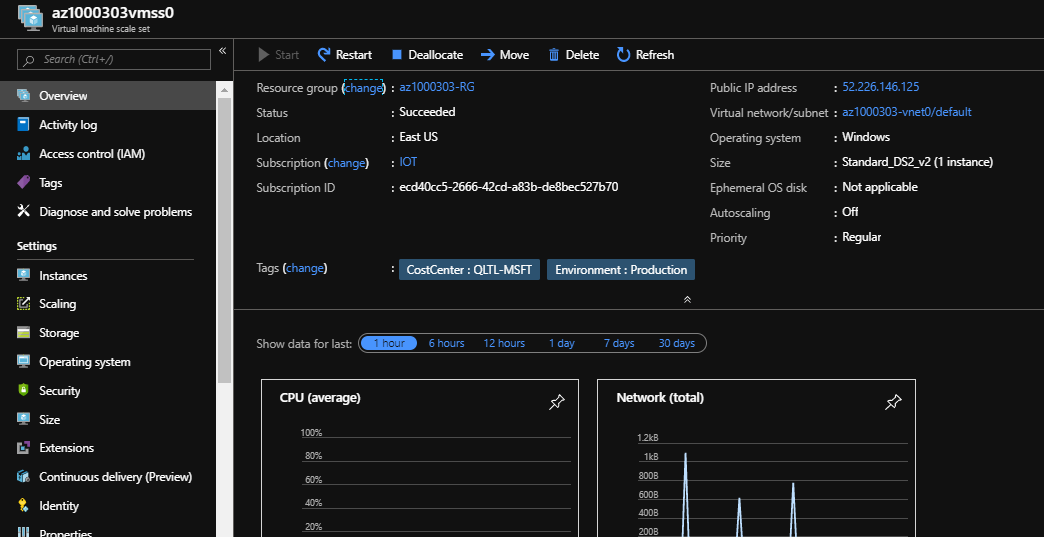 az1000303vmss0
Virtual machine scale set
Search (Ctrl+/)
«
Overview
Activity log
Access control (IAM)
Tags
Diagnose and solve problems
Settings
Instances
Scaling
Storage
Operating system
Security
Size
Extensions
Continuous delivery (Preview)
Identity
Properties
Start Restart Deallocate Move Delete Refresh
Resource group (change) : az1000303-RG
Status : Succeeded
Location : East US
Subscription (change) : IOT
Subscription ID : ecd40cc5-2666-42cd-a83b-de8bec527b70
Public IP address : 52.226.146.125
Virtual network/subnet : az1000303-vnet0/default
Operating system : Windows
Size : Standard_DS2_v2 (1 instance)
Ephemeral OS disk : Not applicable
Autoscaling : Off
Priority : Regular
Tags (change) : CostCenter : QLTL-MSFT Environment : Production
Show data for last: 1 hour 6 hours 12 hours 1 day 7 days 30 days
CPU (average)
100%
80%
60%
40%
20%
Network (total)
1.2kB
1kB
800B
600B
400B
200B